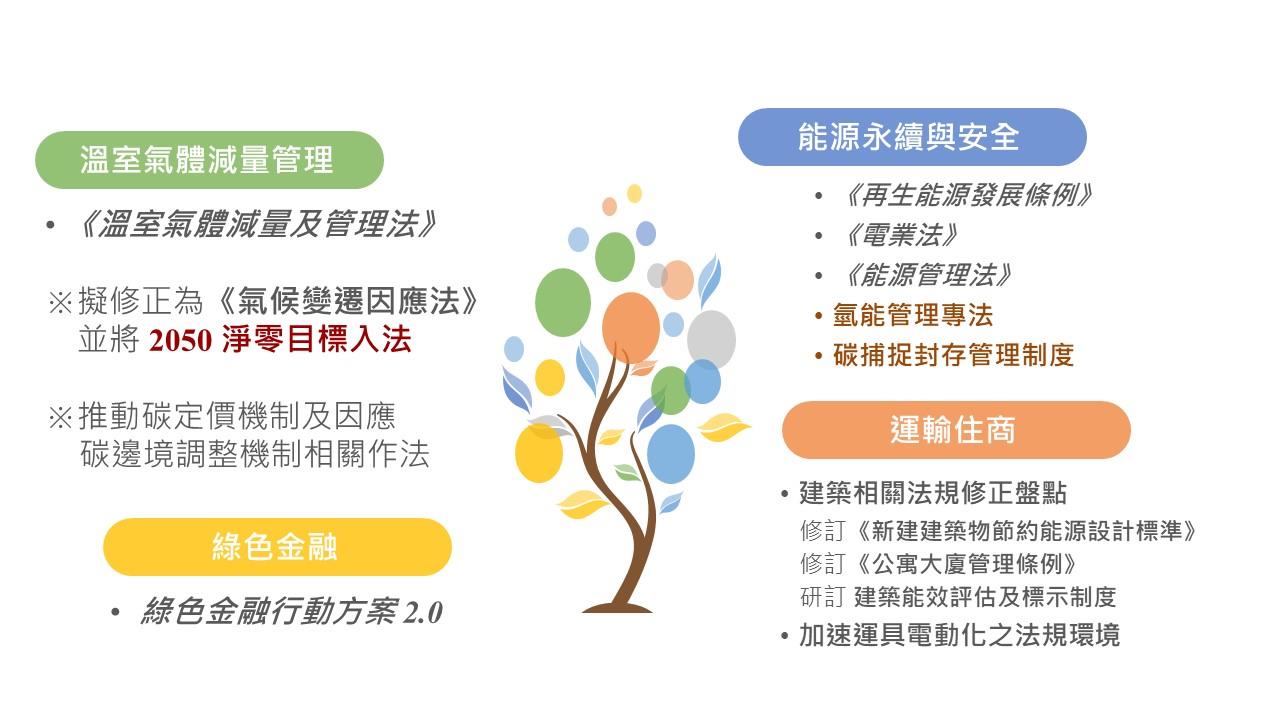 溫室氣體減量管理
• 《溫室氣體減量及管理法》
※擬修正為《氣候變遷因應法》
並將 2050 淨零目標入法
※推動碳定價機制及因應
碳邊境調整機制相關作法
綠色金融
• 綠色金融行動方案 2.0
能源永續與安全
• 《再生能源發展條例》
• 《電業法》
• 《能源管理法》
• 氫能管理專法
• 碳捕捉封存管理制度
運輸住商
• 建築相關法規修正盤點
修訂《新建建築物節約能源設計標準》
修訂《公寓大廈管理條例》
研訂 建築能效評估及標示制度
• 加速運具電動化之法規環境